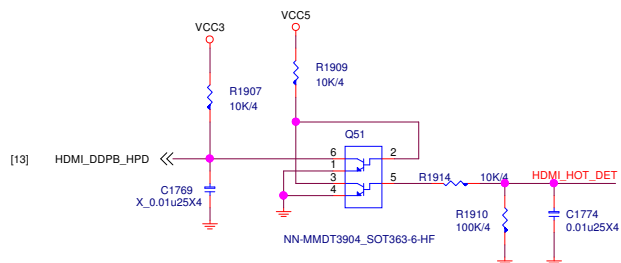 VCC5
VCC3
R1909
10K/4
R1907
10K/4
Q51
[13] HDMI_DDPB_HPD
6 2
1
3 5
4
R1914 10K/4 HDMI_HOT_DET
C1769
X_0.01u25X4
R1910
100K/4
C1774
0.01u25X4
NN-MMDT3904_SOT363-6-HF